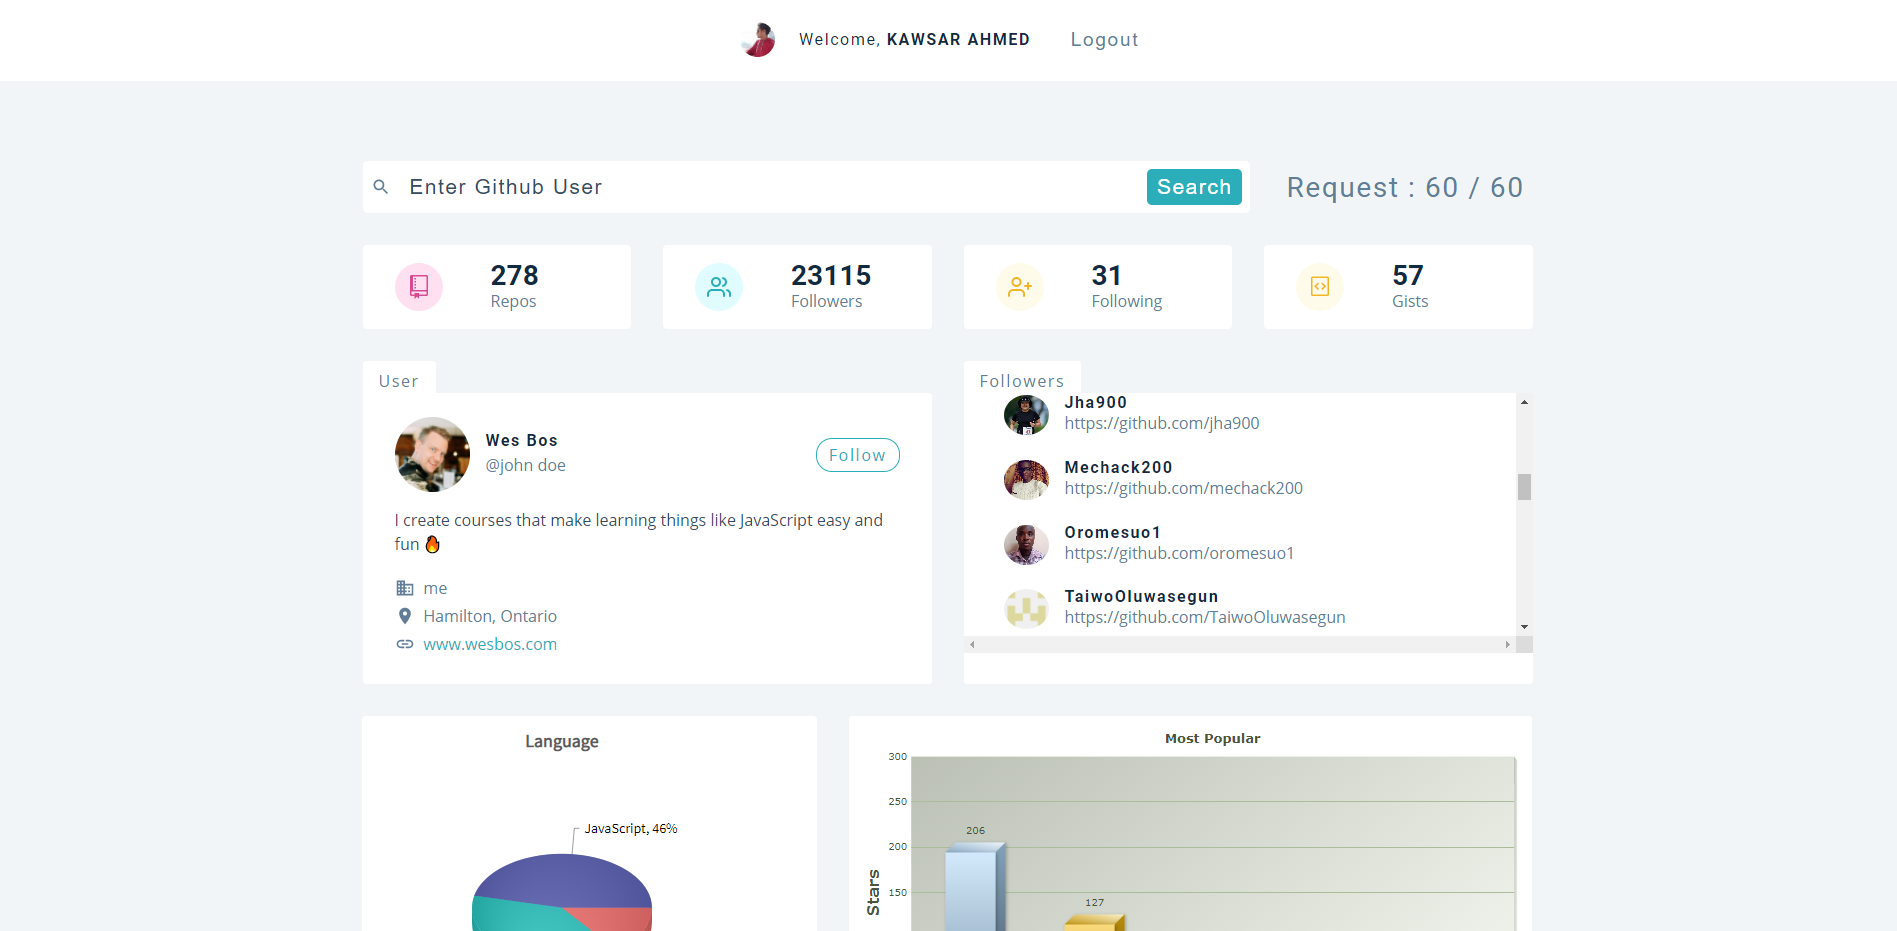 Welcome, KAWSAR AHMED
Logout
Enter Github User
Search
Request : 60 / 60
278
Repos
23115
Followers
31
Following
57
Gists
User
Wes Bos
@john doe
Follow
I create courses that make learning things like JavaScript easy and
fun 🔥
me
Hamilton, Ontario
www.wesbos.com
Followers
Jha900
https://github.com/jha900
Mechack200
https://github.com/mechack200
Oromesuo1
https://github.com/oromesuo1
TaiwoOluwasegun
https://github.com/TaiwoOluwasegun
Language
JavaScript, 46%
Most Popular
300
250
206
200
150
127
Stars